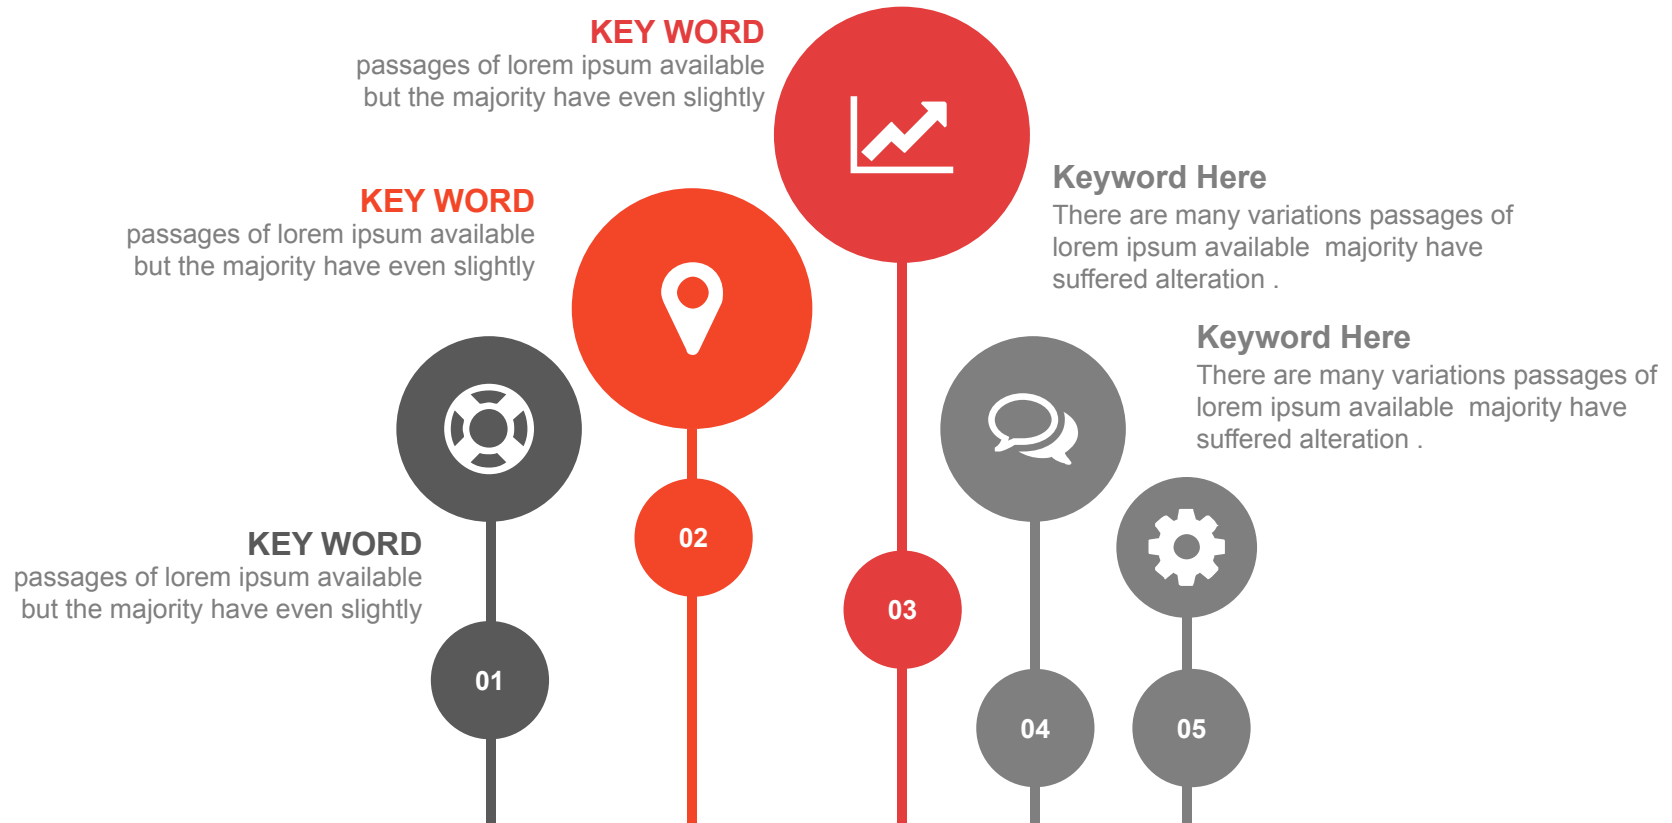 KEY WORD
passages of lorem ipsum available
but the majority have even slightly
KEY WORD
passages of lorem ipsum available
but the majority have even slightly
Keyword Here
There are many variations passages of
lorem ipsum available  majority have
suffered alteration .
Keyword Here
There are many variations passages of
lorem ipsum available  majority have
suffered alteration .
KEY WORD
passages of lorem ipsum available
but the majority have even slightly
02
03
01
04
05